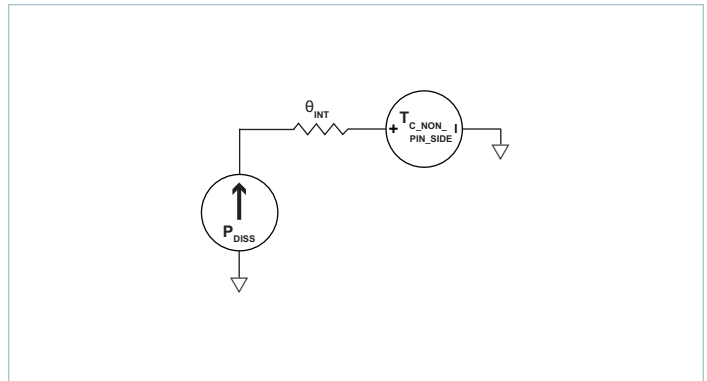 θINT
+ TC_NON_ I
PIN_SIDE
PDISS